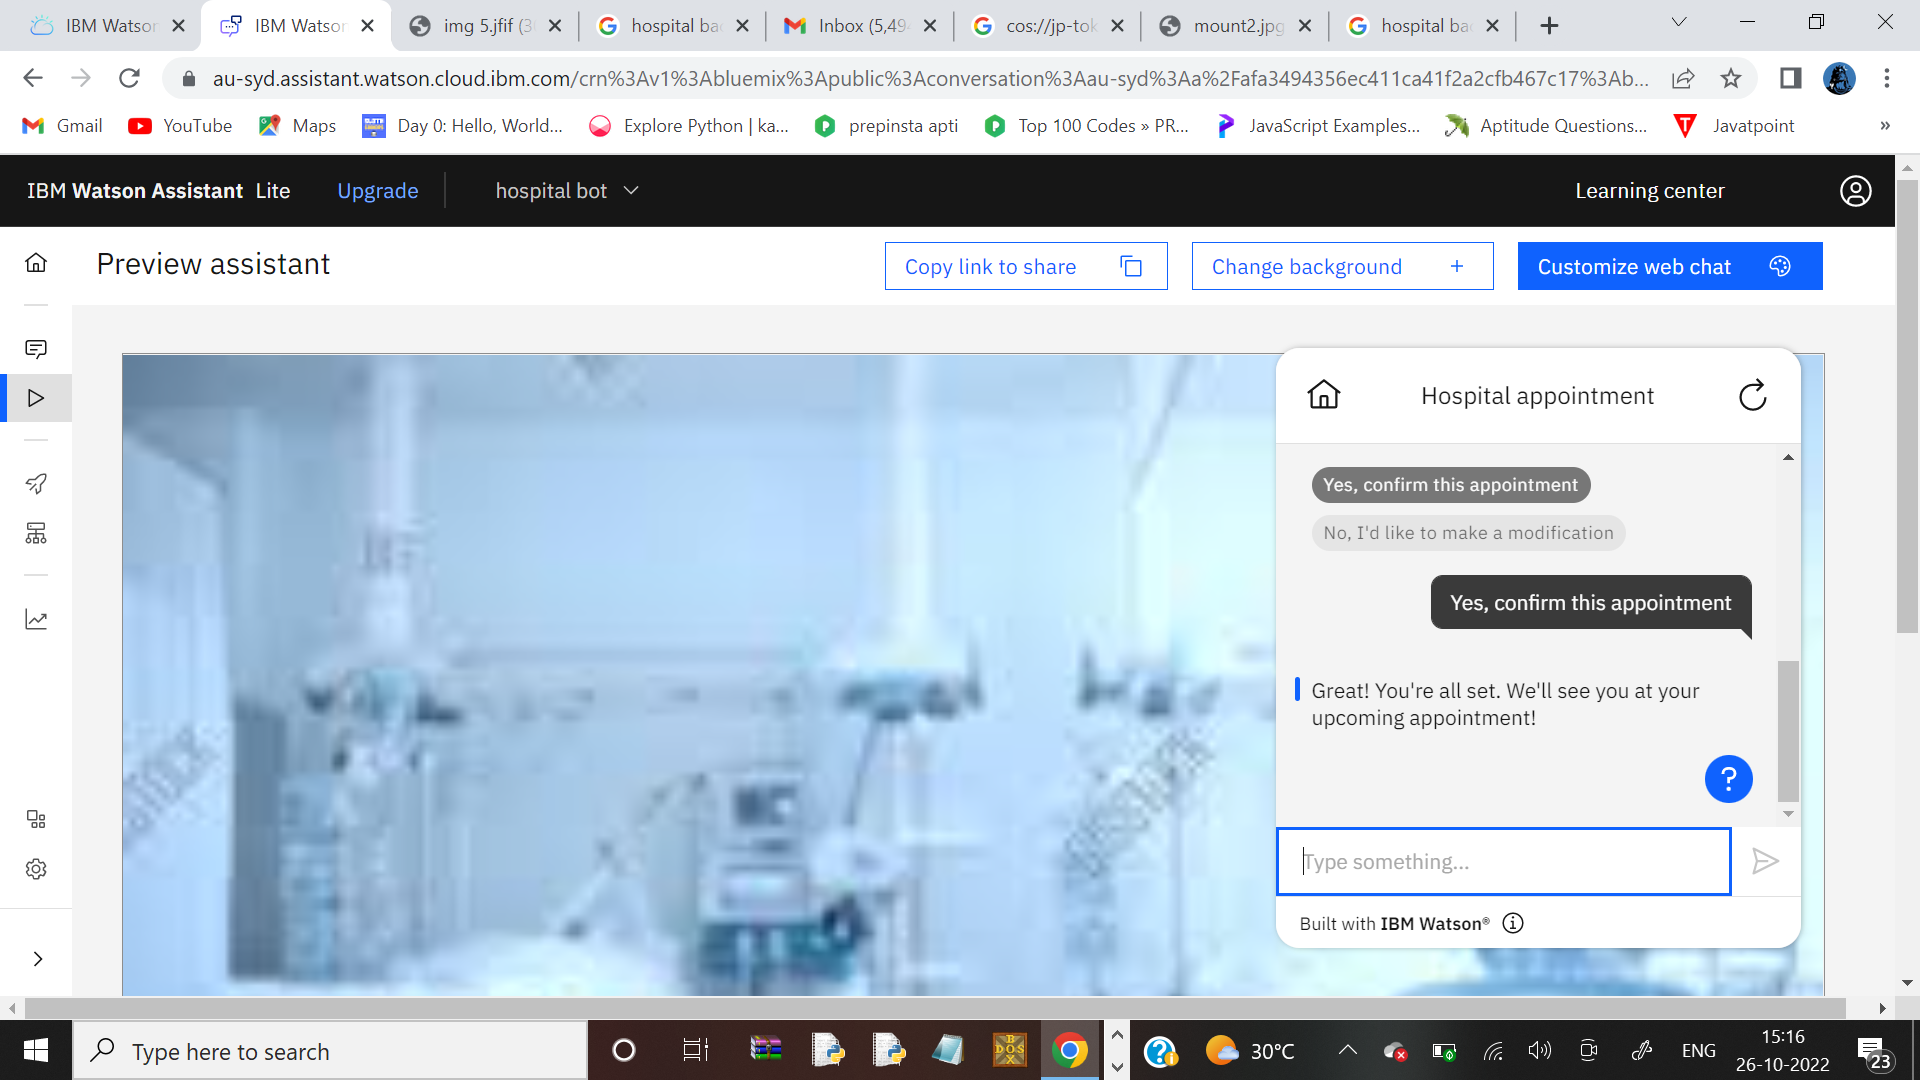 IBM Watson
IBM Watson
img 5.jfif (3
hospital ba
Inbox (5,49
cos://jp-tok
mount2.jpg
hospital ba
au-syd.assistant.watson.cloud.ibm.com/crn%3Av1%3Abluemix%3Apublic%3Aconversation%3Aau-syd%3Aa%2Fafa3494356ec411ca41f2a2cfb467c17%3Ab...
Gmail
YouTube
Maps
Day 0: Hello, World...
Explore Python | ka...
prepinsta apti
Top 100 Codes » PR...
JavaScript Examples...
Aptitude Questions...
Javatpoint
»
IBM Watson Assistant Lite
Upgrade
hospital bot
Learning center
Preview assistant
Copy link to share
Change background +
Customize web chat
Hospital appointment
Yes, confirm this appointment
No, I'd like to make a modification
Yes, confirm this appointment
Great! You're all set. We'll see you at your
upcoming appointment!
?
Type something...
Built with IBM Watson®
Type here to search
30°C
ENG
15:16
26-10-2022
23